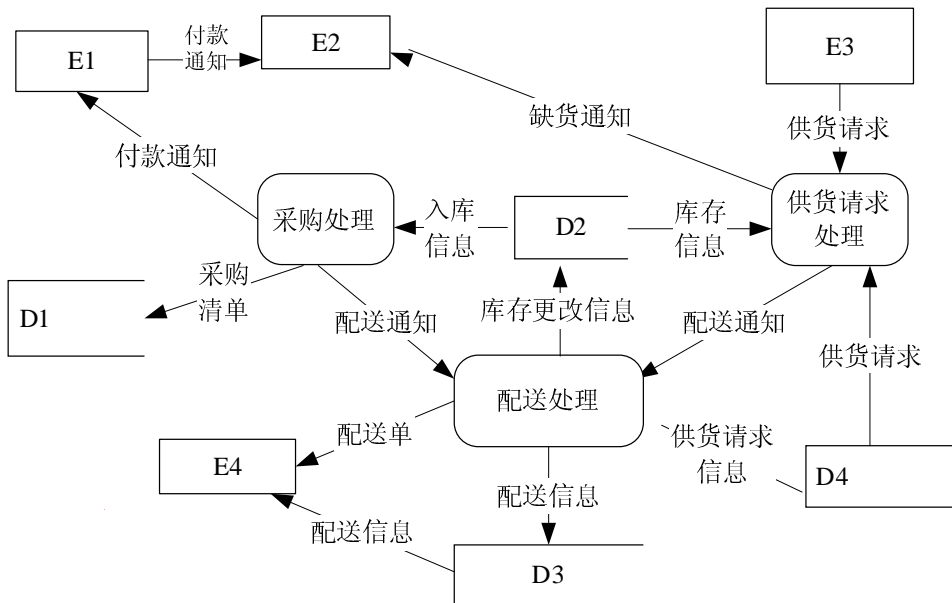 E1
付款
通知
E2
E3
缺货通知
供货请求
付款通知
采购处理
入库
信息
D2
库存
信息
供货请求
处理
采购
清单
D1
配送通知
库存更改信息
配送通知
供货请求
配送处理
配送单
供货请求
信息
E4
配送信息
D4
配送信息
D3